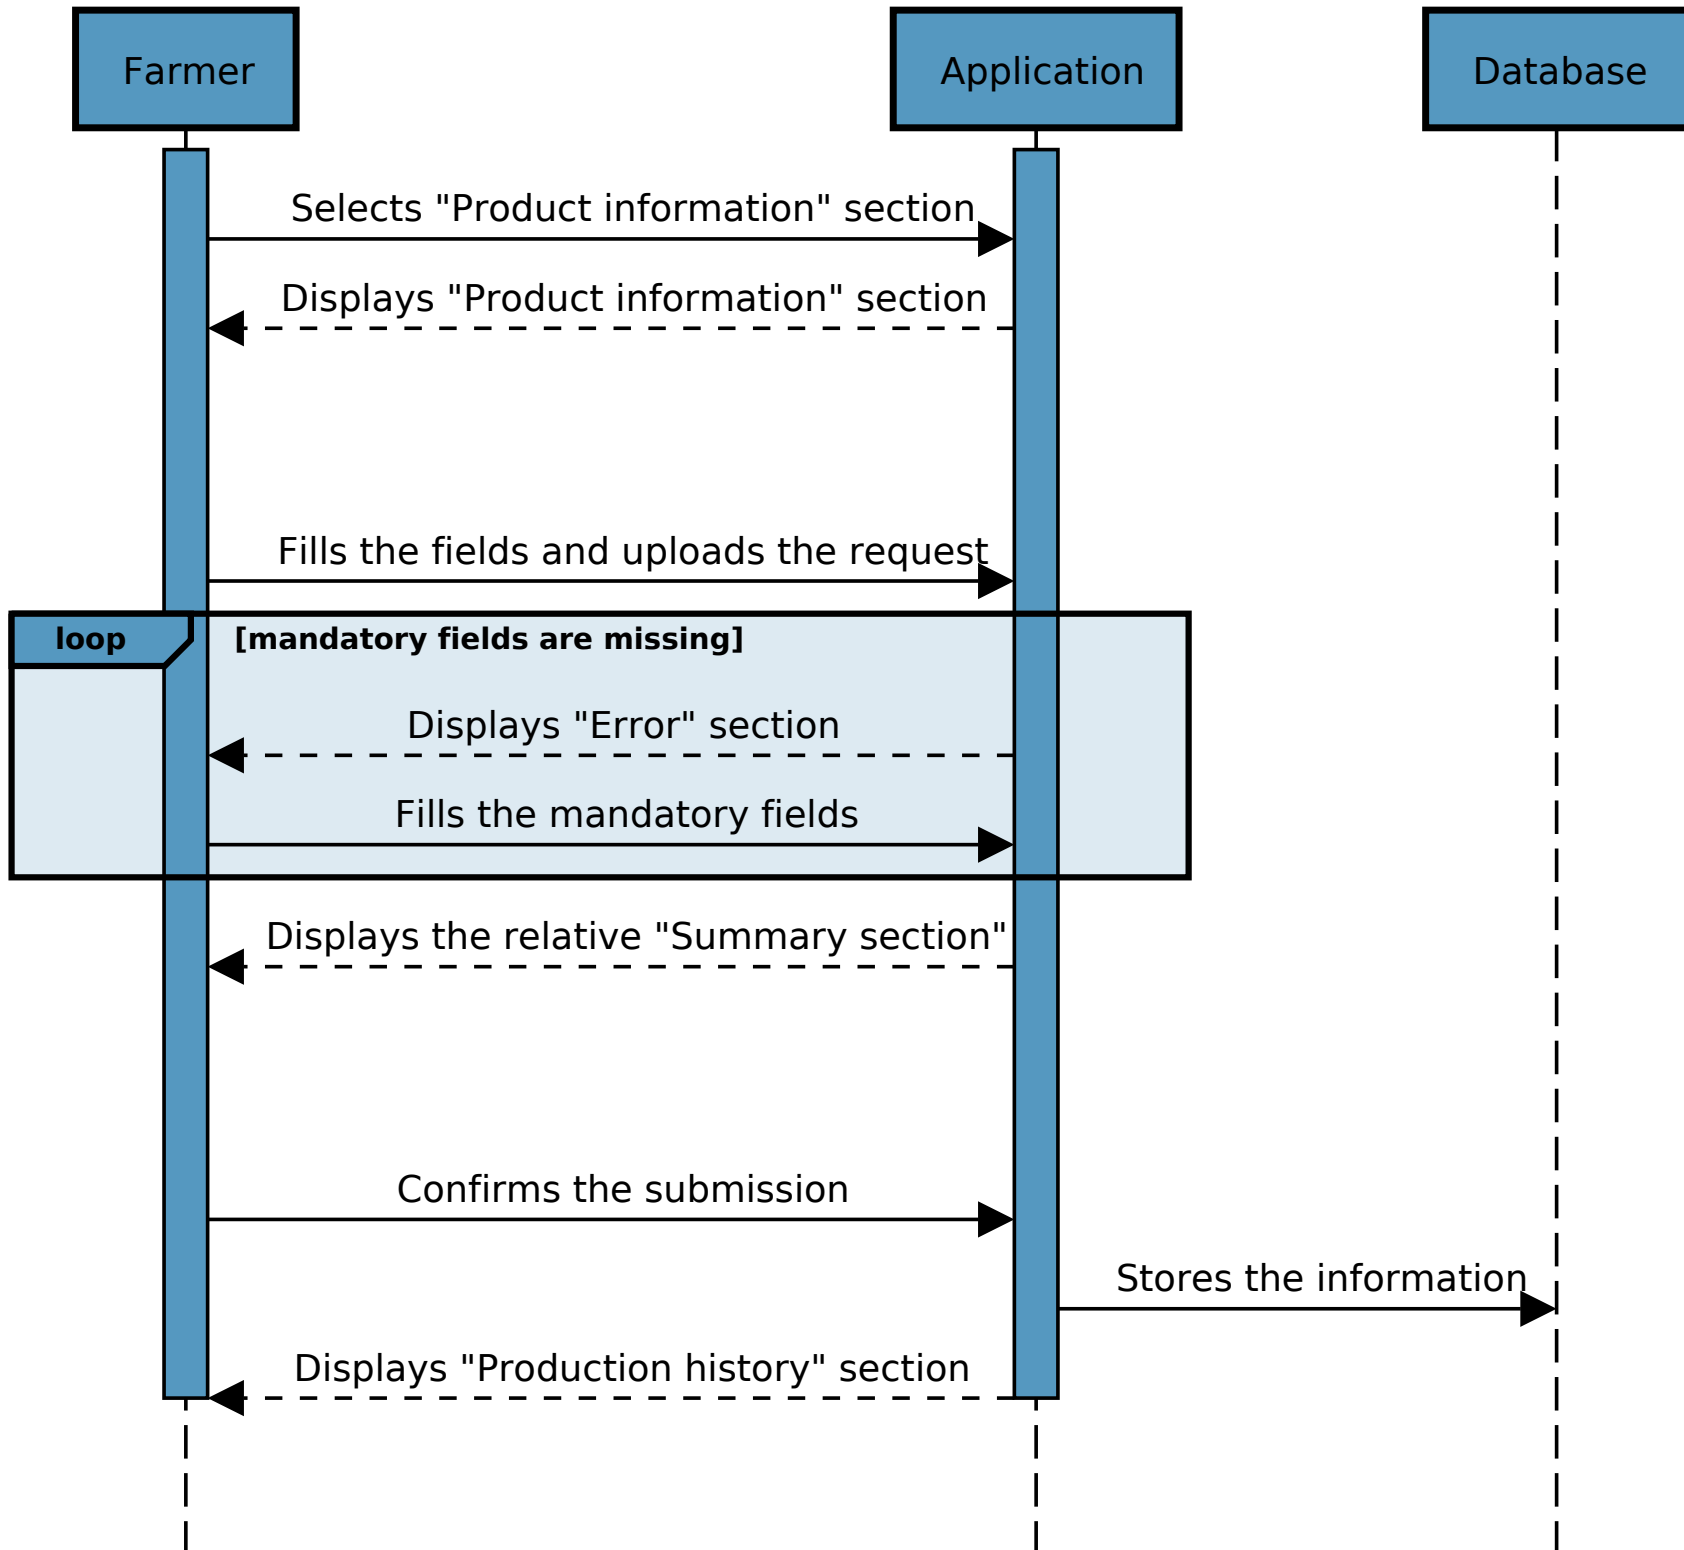 Farmer
Application
Database
Selects "Product information" section
Displays "Product information" section
Fills the fields and uploads the request
loop
[mandatory fields are missing]
Displays "Error" section
Fills the mandatory fields
Displays the relative "Summary section"
Confirms the submission
Stores the information
Displays "Production history" section